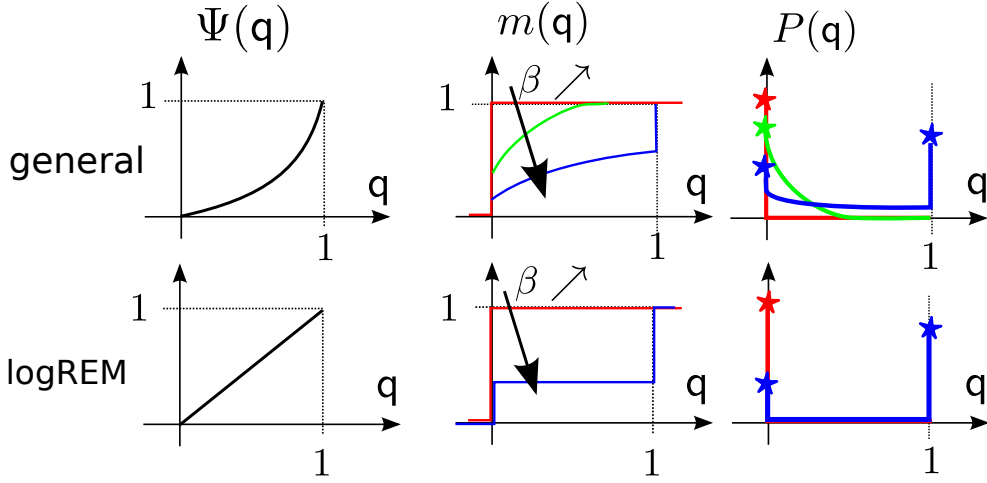 Ψ(q) m(q) P(q)
general
1 q 1
1 β ↗ q 1
q 1
logREM
1 q 1
1 β ↗ q 1
q 1